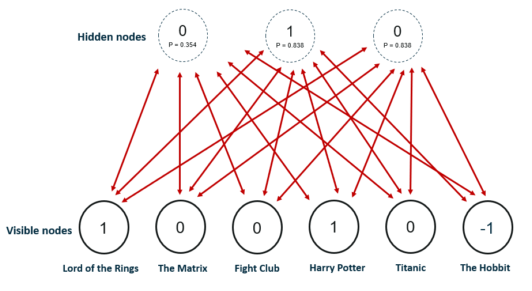 Hidden nodes
0 1 0
P = 0.354 P = 0.838 P = 0.838
Visible nodes
1 0 0 1 0 -1
Lord of the Rings The Matrix Fight Club Harry Potter Titanic The Hobbit